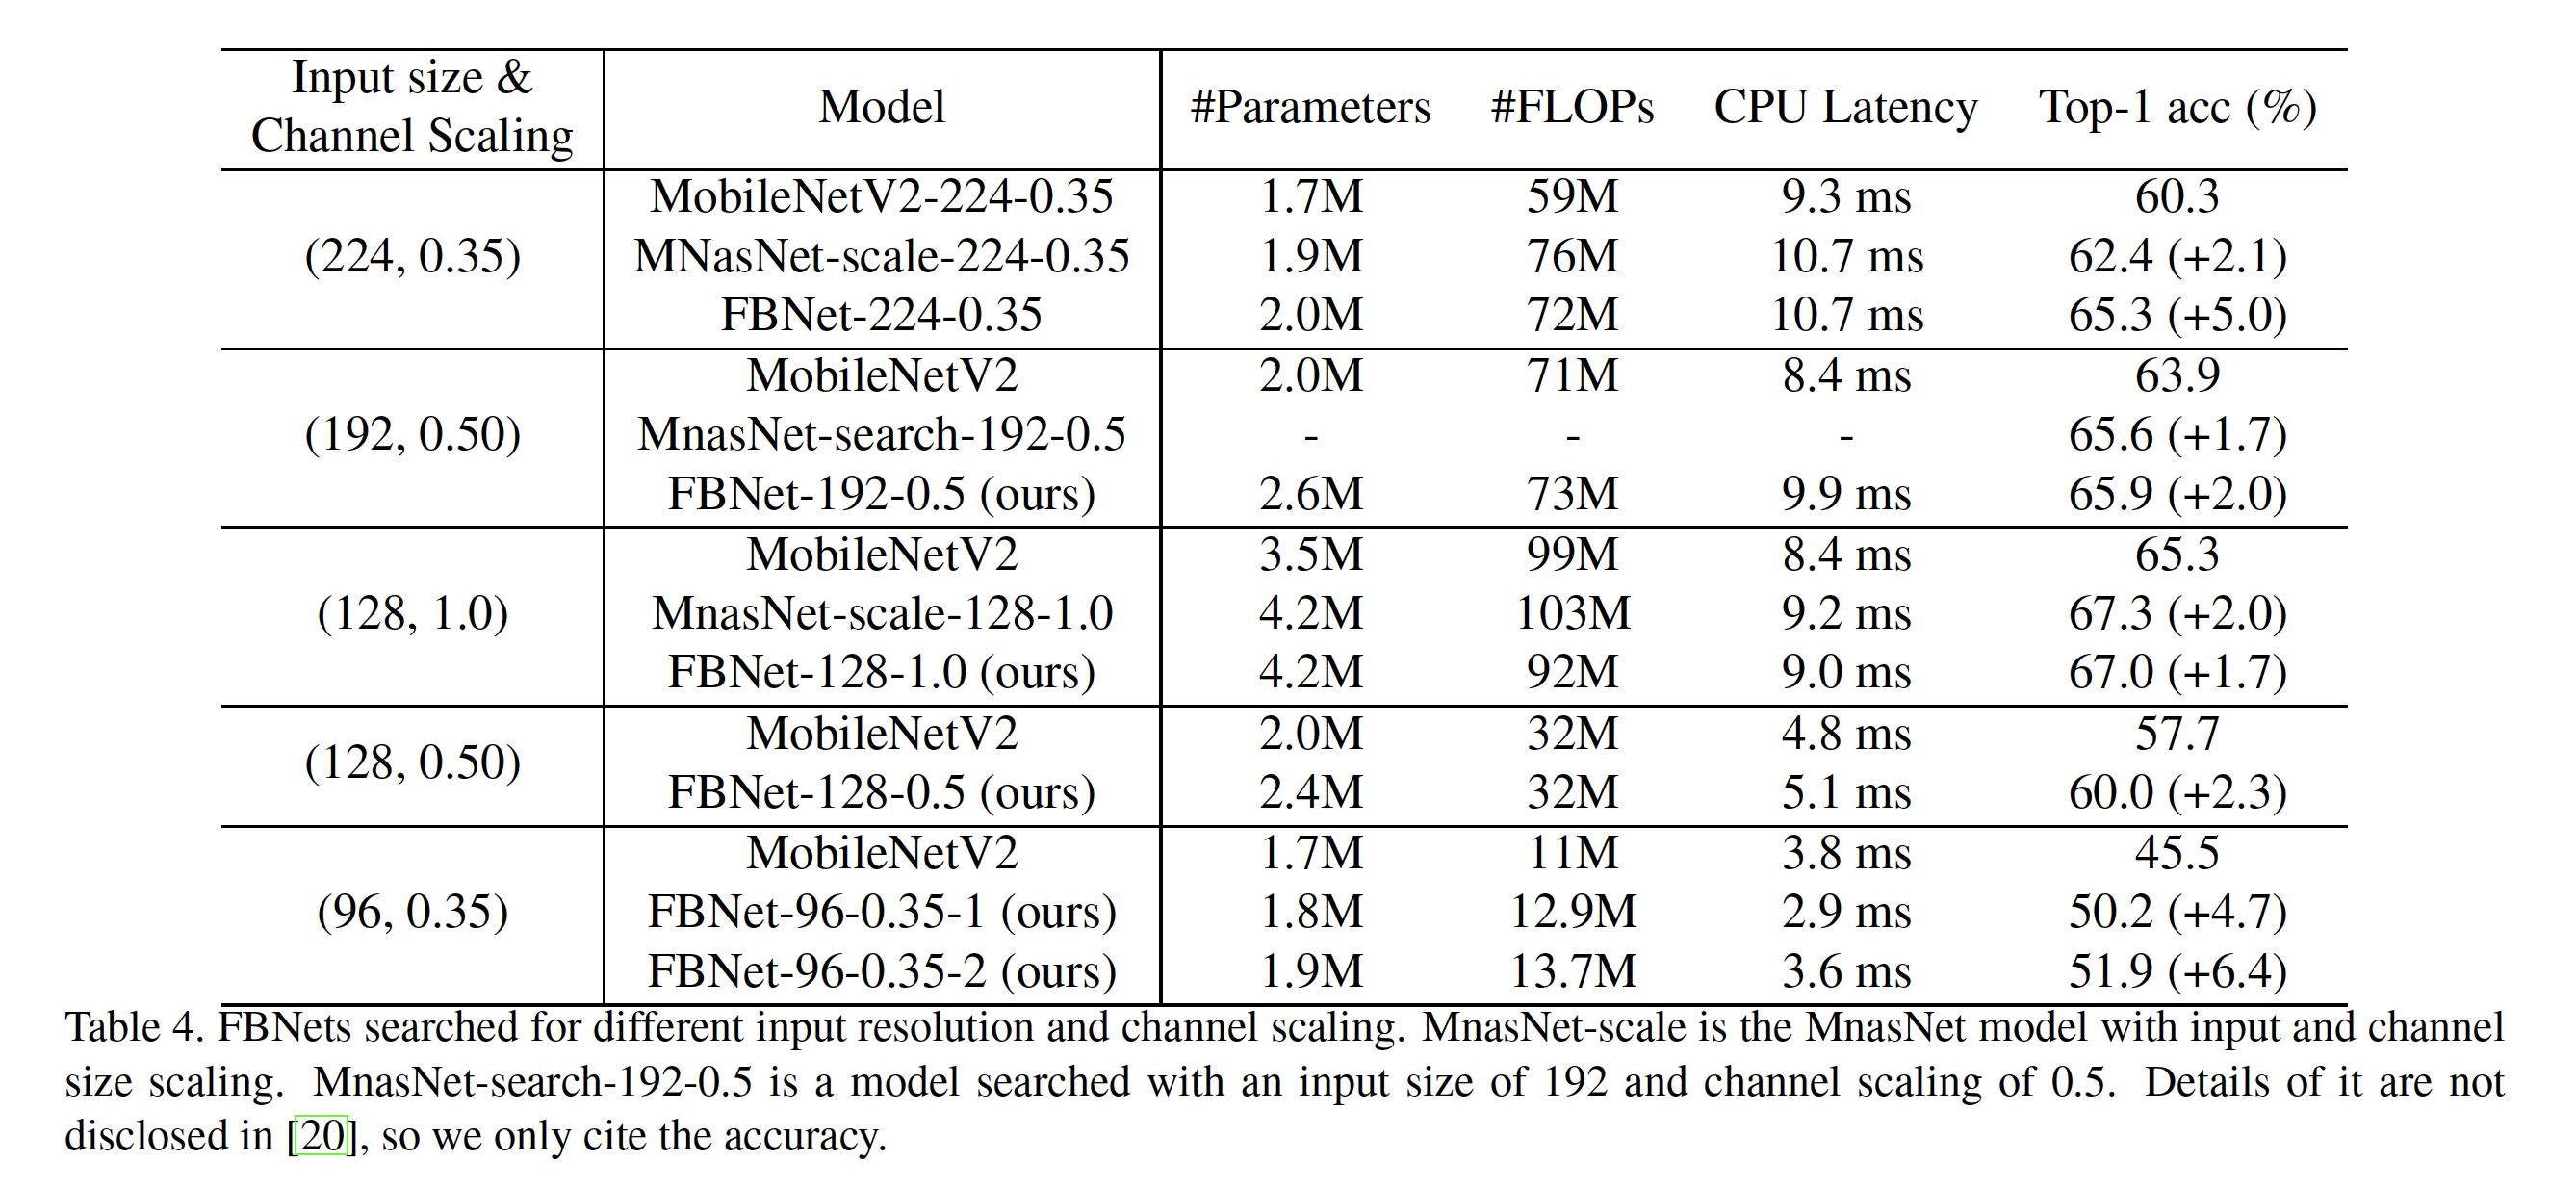 Input size & Channel Scaling | Model | #Parameters | #FLOPs | CPU Latency | Top-1 acc (%)
(224, 0.35) | MobileNetV2-224-0.35 | 1.7M | 59M | 9.3 ms | 60.3
MNasNet-scale-224-0.35 | 1.9M | 76M | 10.7 ms | 62.4 (+2.1)
FBNet-224-0.35 | 2.0M | 72M | 10.7 ms | 65.3 (+5.0)
(192, 0.50) | MobileNetV2 | 2.0M | 71M | 8.4 ms | 63.9
MnasNet-search-192-0.5 | - | - | - | 65.6 (+1.7)
FBNet-192-0.5 (ours) | 2.6M | 73M | 9.9 ms | 65.9 (+2.0)
(128, 1.0) | MobileNetV2 | 3.5M | 99M | 8.4 ms | 65.3
MnasNet-scale-128-1.0 | 4.2M | 103M | 9.2 ms | 67.3 (+2.0)
FBNet-128-1.0 (ours) | 4.2M | 92M | 9.0 ms | 67.0 (+1.7)
(128, 0.50) | MobileNetV2 | 2.0M | 32M | 4.8 ms | 57.7
FBNet-128-0.5 (ours) | 2.4M | 32M | 5.1 ms | 60.0 (+2.3)
(96, 0.35) | MobileNetV2 | 1.7M | 11M | 3.8 ms | 45.5
FBNet-96-0.35-1 (ours) | 1.8M | 12.9M | 2.9 ms | 50.2 (+4.7)
FBNet-96-0.35-2 (ours) | 1.9M | 13.7M | 3.6 ms | 51.9 (+6.4)
Table 4. FBNets searched for different input resolution and channel scaling. MnasNet-scale is the MnasNet model with input and channel
size scaling. MnasNet-search-192-0.5 is a model searched with an input size of 192 and channel scaling of 0.5. Details of it are not
disclosed in [20], so we only cite the accuracy.